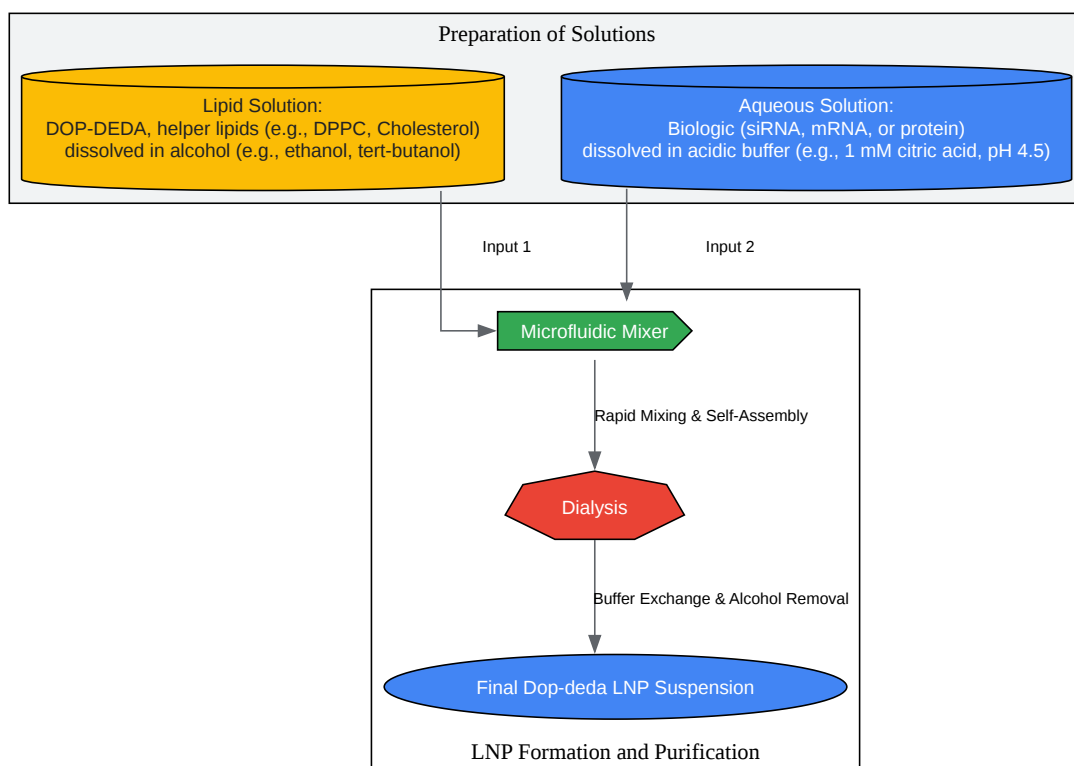 Preparation of Solutions
Lipid Solution:
DOP-DEDA, helper lipids (e.g., DPPC, Cholesterol)
dissolved in alcohol (e.g., ethanol, tert-butanol)
Aqueous Solution:
Biologic (siRNA, mRNA, or protein)
dissolved in acidic buffer (e.g., 1 mM citric acid, pH 4.5)
Input 1
Input 2
Microfluidic Mixer
Rapid Mixing & Self-Assembly
Dialysis
Buffer Exchange & Alcohol Removal
Final Dop-deda LNP Suspension
LNP Formation and Purification